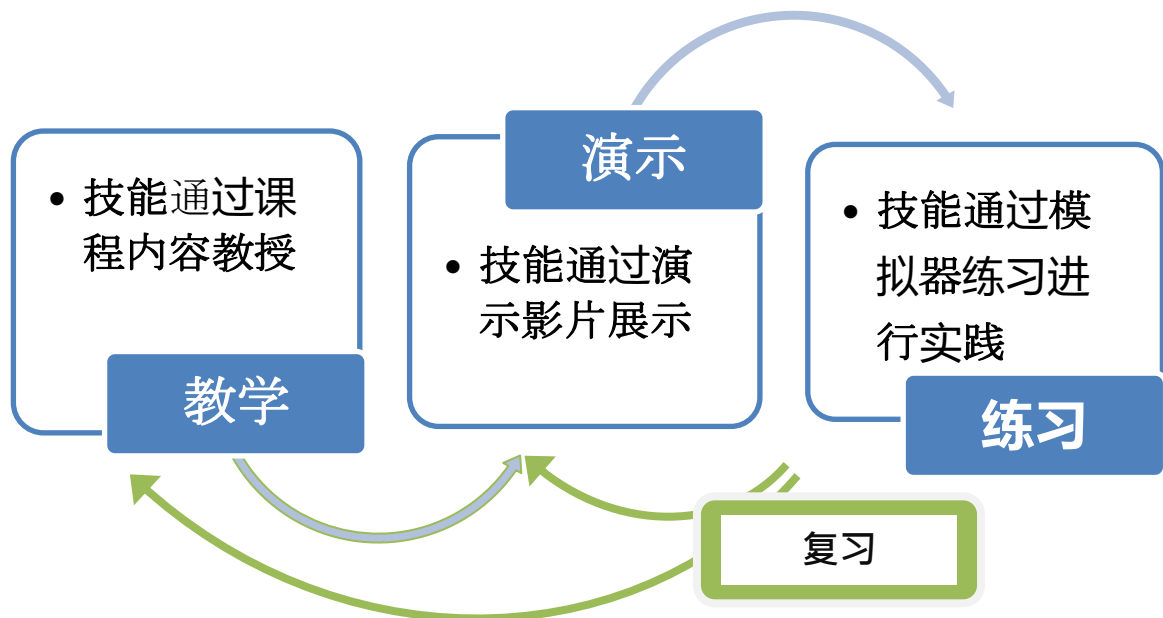 • 技能通过课
程内容教授
教学
演示
• 技能通过演
示影片展示
• 技能通过模
拟器练习进
行实践
练习
复习